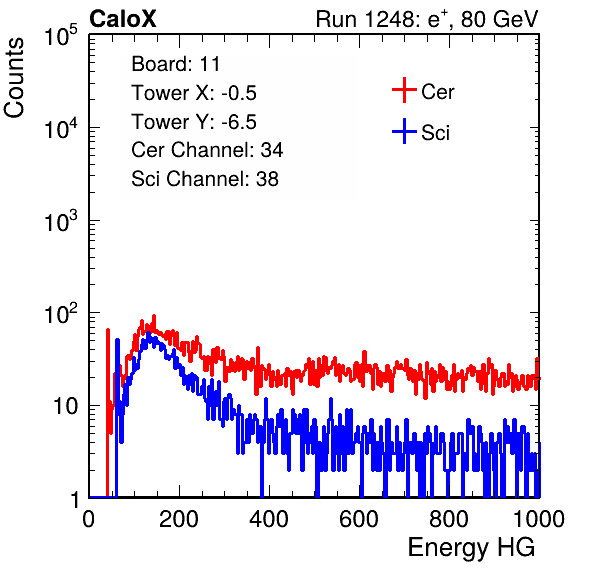 CaloX Run 1248: e⁺, 80 GeV
Counts
10⁵
10⁴
10³
10²
10
1
Board: 11
Tower X: -0.5
Tower Y: -6.5
Cer Channel: 34
Sci Channel: 38
Cer
Sci
0 200 400 600 800 1000
Energy HG